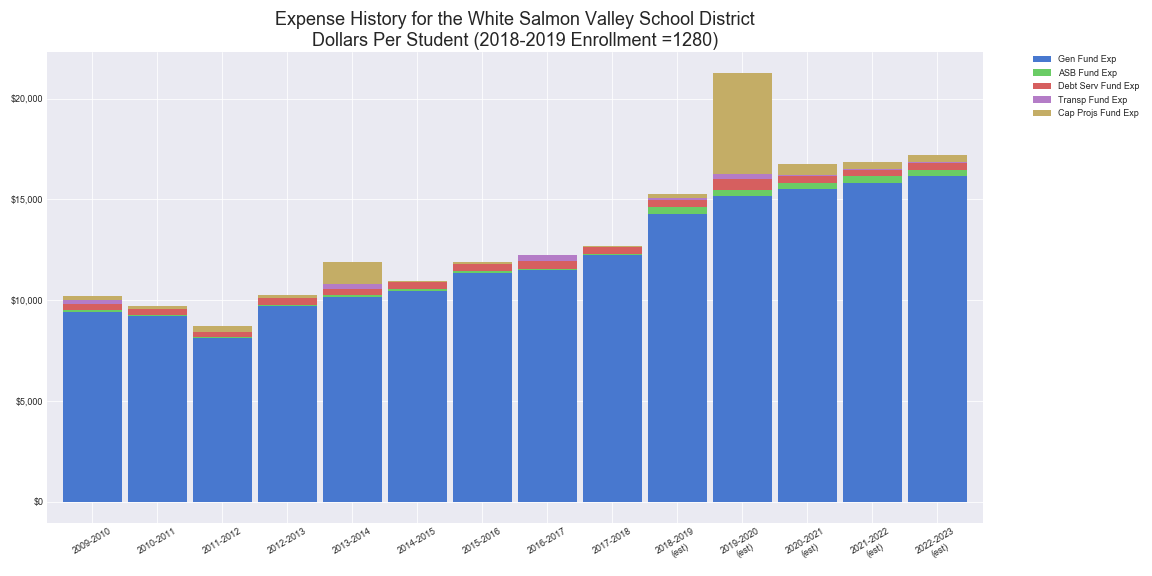 Expense History for the White Salmon Valley School District
Dollars Per Student (2018-2019 Enrollment =1280)
Gen Fund Exp
ASB Fund Exp
Debt Serv Fund Exp
Transp Fund Exp
Cap Projs Fund Exp
$20,000
$15,000
$10,000
$5,000
$0
2009-2010
2010-2011
2011-2012
2012-2013
2013-2014
2014-2015
2015-2016
2016-2017
2017-2018
2018-2019
(est)
2019-2020
(est)
2020-2021
(est)
2021-2022
(est)
2022-2023
(est)